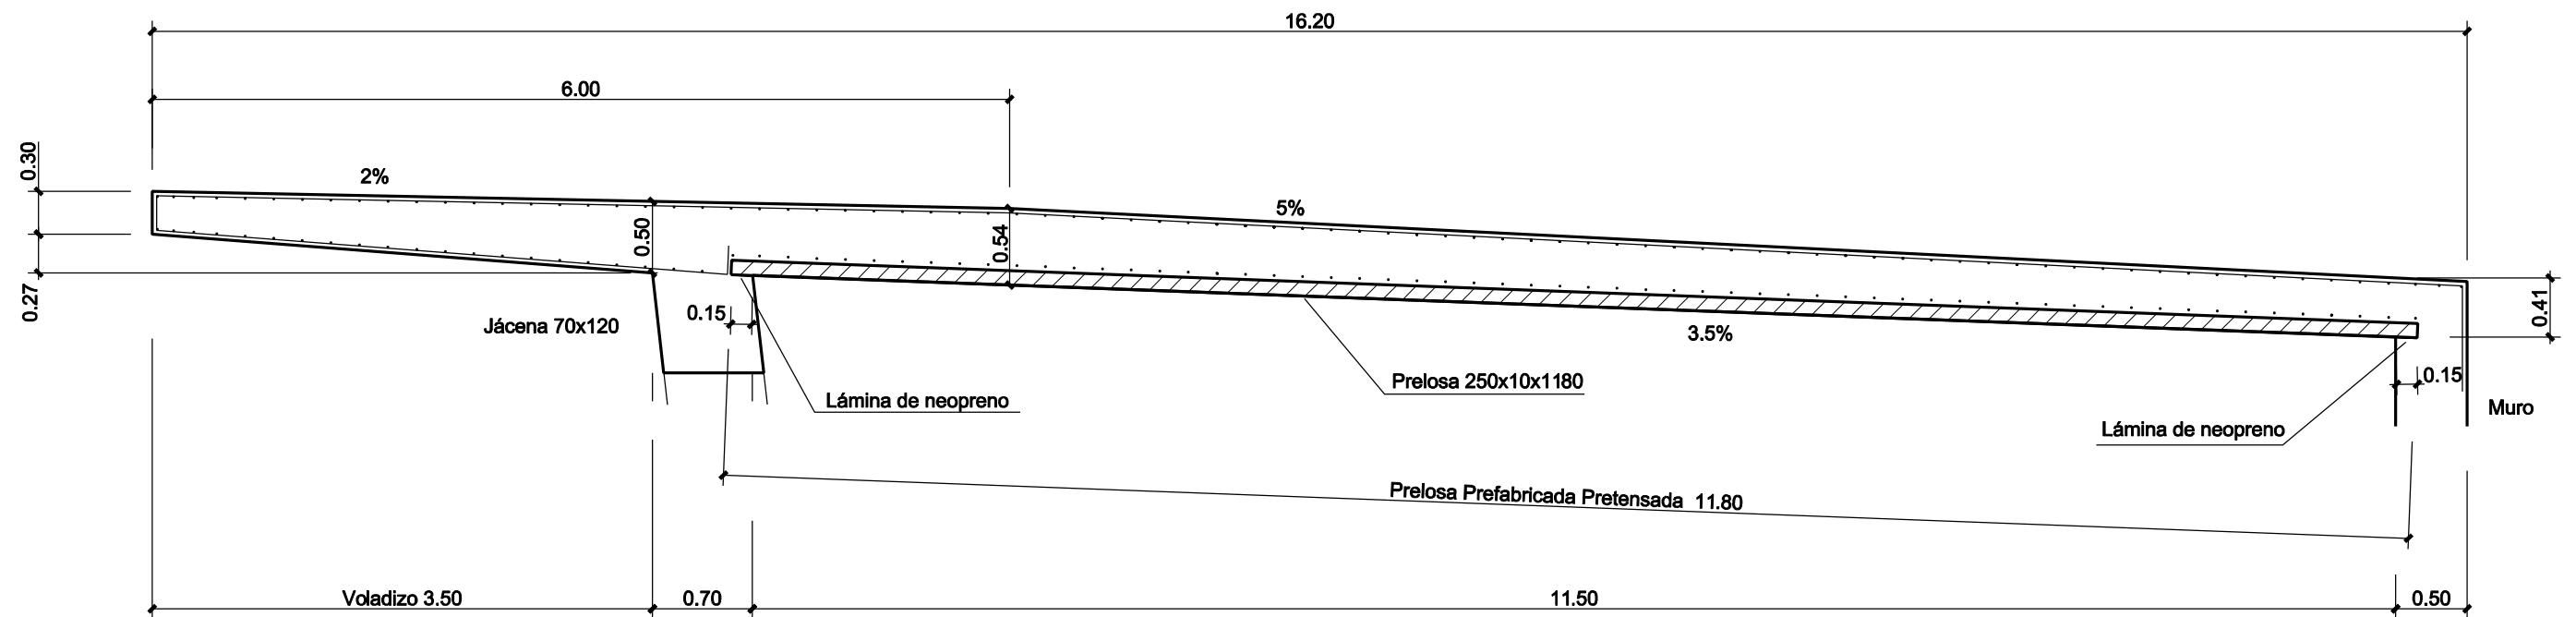 16.20
6.00
0.30
2%
5%
0.50
0.54
0.27
0.41
Jácena 70x120
0.15
3.5%
Prelosa 250x10x1180
0.15
Lámina de neopreno
Muro
Lámina de neopreno
Prelosa Prefabricada Pretensada 11.80
Voladizo 3.50
0.70
11.50
0.50